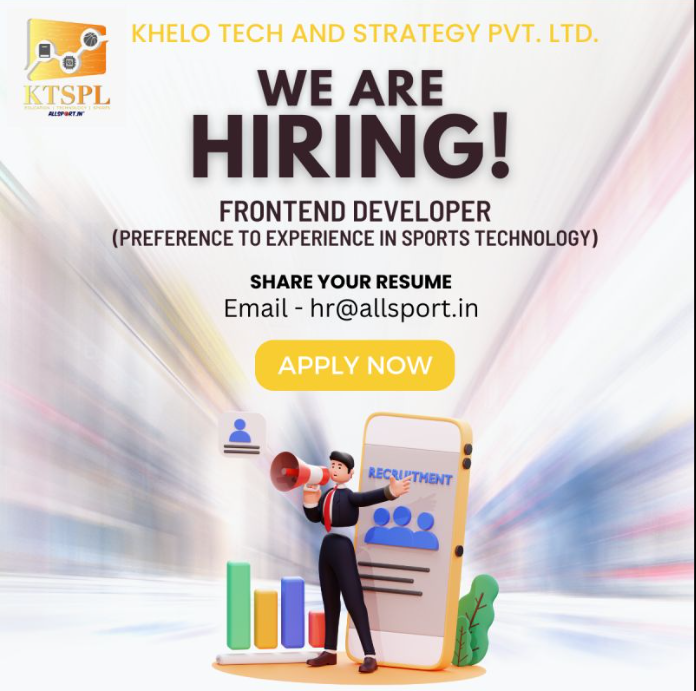 KHELO TECH AND STRATEGY PVT. LTD.
KTSPL
ALLSPORT.IN
WE ARE
HIRING!
FRONTEND DEVELOPER
(PREFERENCE TO EXPERIENCE IN SPORTS TECHNOLOGY)
SHARE YOUR RESUME
Email - hr@allsport.in
APPLY NOW
RECRUITMENT